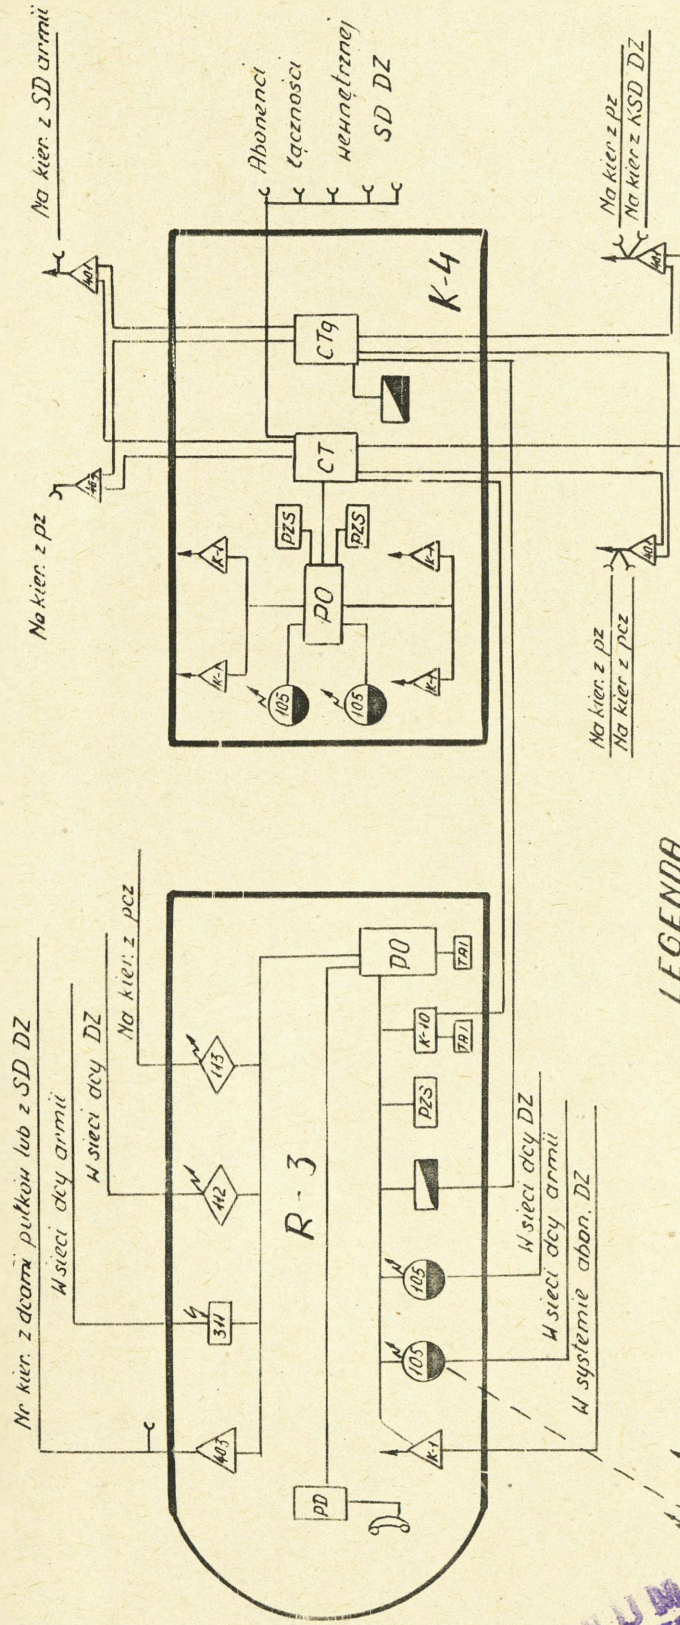 Na kier. z SD armii
Na kier. z pz
Abonenci
łączności
wewnętrznej
SD DZ
401
403
K-4
CTg
CT
PZS
PZS
PO
K-1
K-1
K-1
K-1
105
105
Na kier. z pz
Na kier. z KSD DZ
401
Na kier. z pz
Na kier. z pcz
401
Nr kier. z dcami pułków lub z SD DZ
W sieci dcy armii
W sieci dcy DZ
Na kier. z pcz
403
311
112
113
R-3
PD
PO
TAI
K-10
TAI
PZS
105
105
K-1
W sieci dcy DZ
W sieci dcy armii
W systemie abon. DZ
LEGENDA
UM